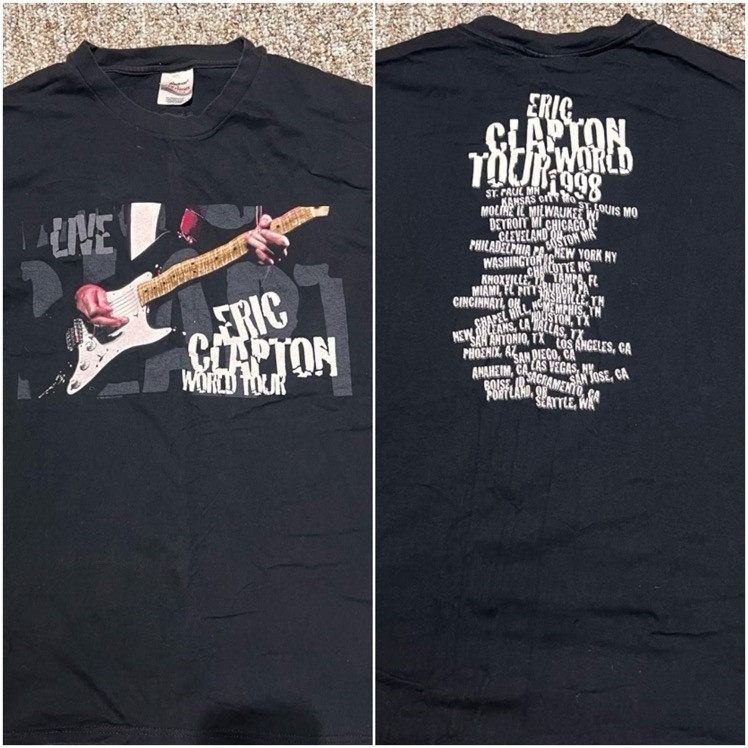 LIVE
ERIC
CLAPTON
WORLD TOUR
ERIC
CLAPTON
TOUR WORLD
1998
ST. PAUL MN
KANSAS CITY MO ST. LOUIS MO
MOLINE IL MILWAUKEE WI
DETROIT MI CHICAGO IL
CLEVELAND OH BOSTON MA
PHILADELPHIA PA NEW YORK NY
WASHINGTON CHARLOTTE NC
KNOXVILLE, TAMPA, FL
MIAMI, FL PITTSBURGH,
NASHVILLE, TN
CINCINNATI, OH MEMPHIS, TN
CHAPEL HILL, HOUSTON, TX
NEW ORLEANS, LA DALLAS, TX
SAN ANTONIO, TX LOS ANGELES, CA
PHOENIX, AZ SAN DIEGO, CA
ANAHEIM, CA LAS VEGAS, NV
SAN JOSE, CA
BOISE, ID SACRAMENTO, CA
PORTLAND, OR
SEATTLE, WA